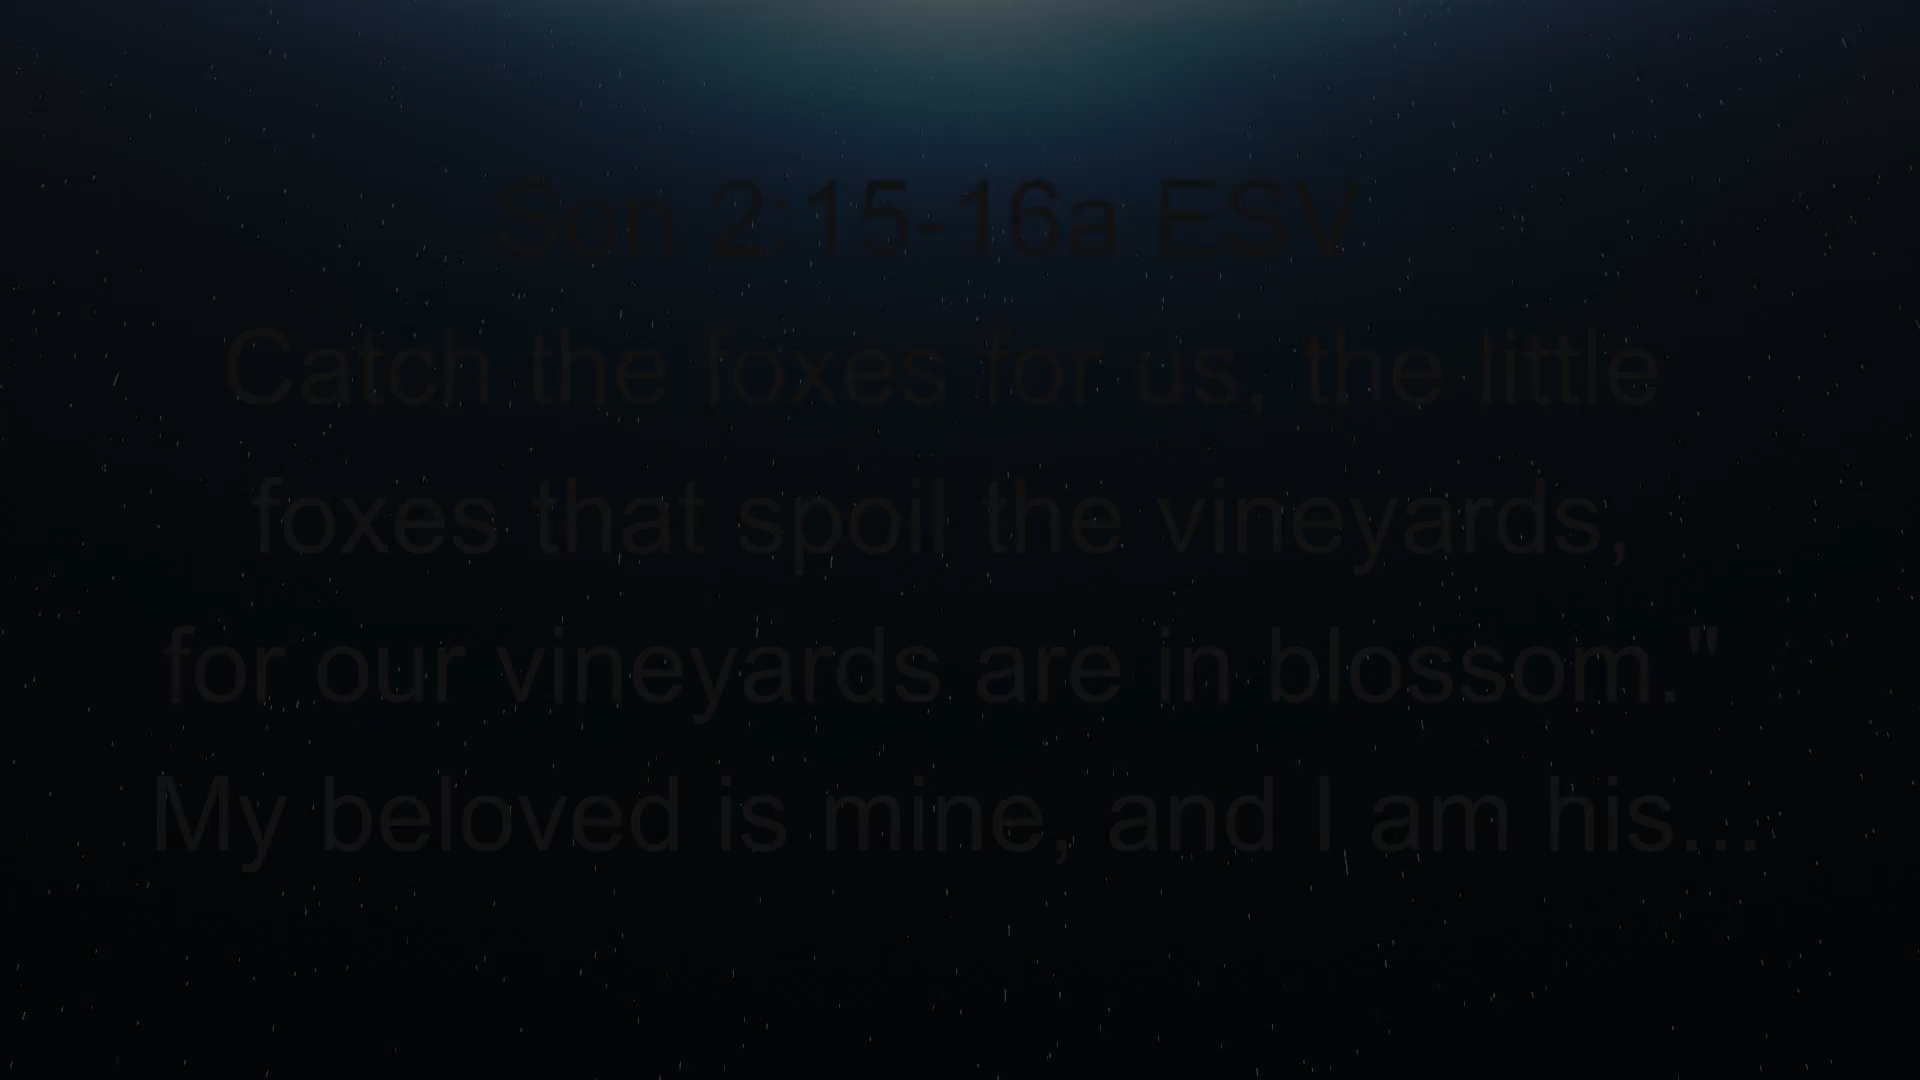 Son 2:15-16a ESV
Catch the foxes for us, the little
foxes that spoil the vineyards,
for our vineyards are in blossom."
My beloved is mine, and I am his...